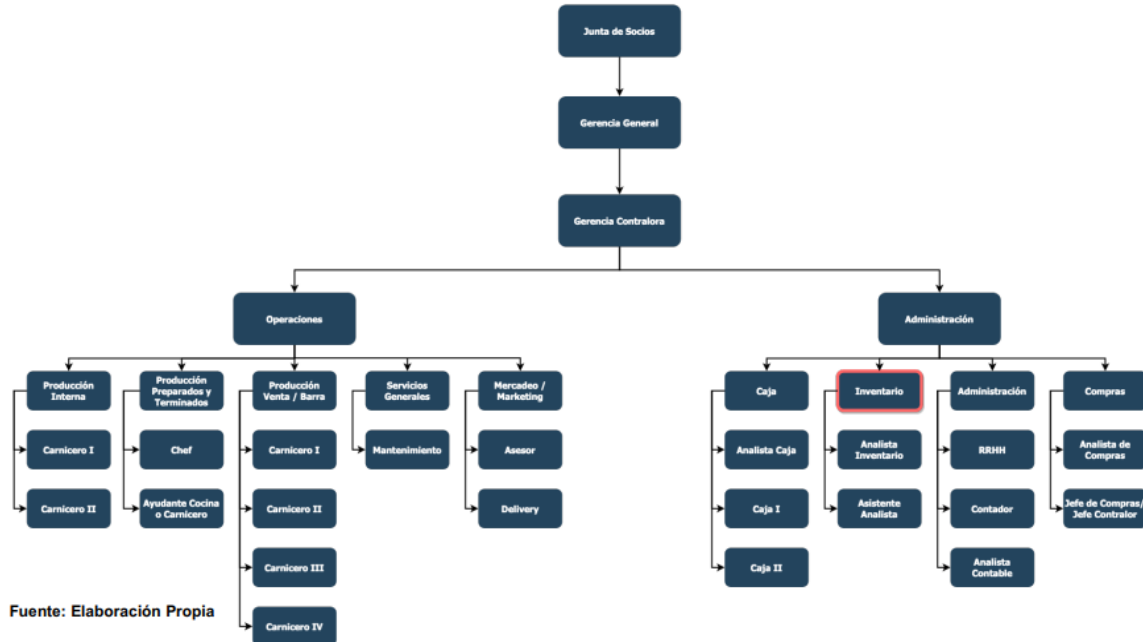 Junta de Socios
Gerencia General
Gerencia Contralora
Operaciones
Administración
Producción
Interna
Producción
Preparados y
Terminados
Producción
Venta / Barra
Servicios
Generales
Mercadeo /
Marketing
Caja
Inventario
Administración
Compras
Carnicero I
Chef
Carnicero I
Mantenimiento
Asesor
Analista Caja
Analista
Inventario
RRHH
Analista de
Compras
Carnicero II
Ayudante Cocina
o Carnicero
Carnicero II
Delivery
Caja I
Asistente
Analista
Contador
Jefe de Compras/
Jefe Contralor
Carnicero III
Caja II
Analista
Contable
Fuente: Elaboración Propia
Carnicero IV